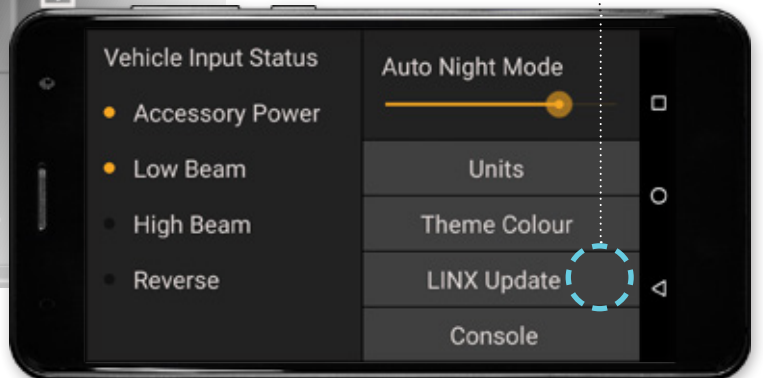 Vehicle Input Status
Accessory Power
Low Beam
High Beam
Reverse
Auto Night Mode
Units
Theme Colour
LINX Update
Console